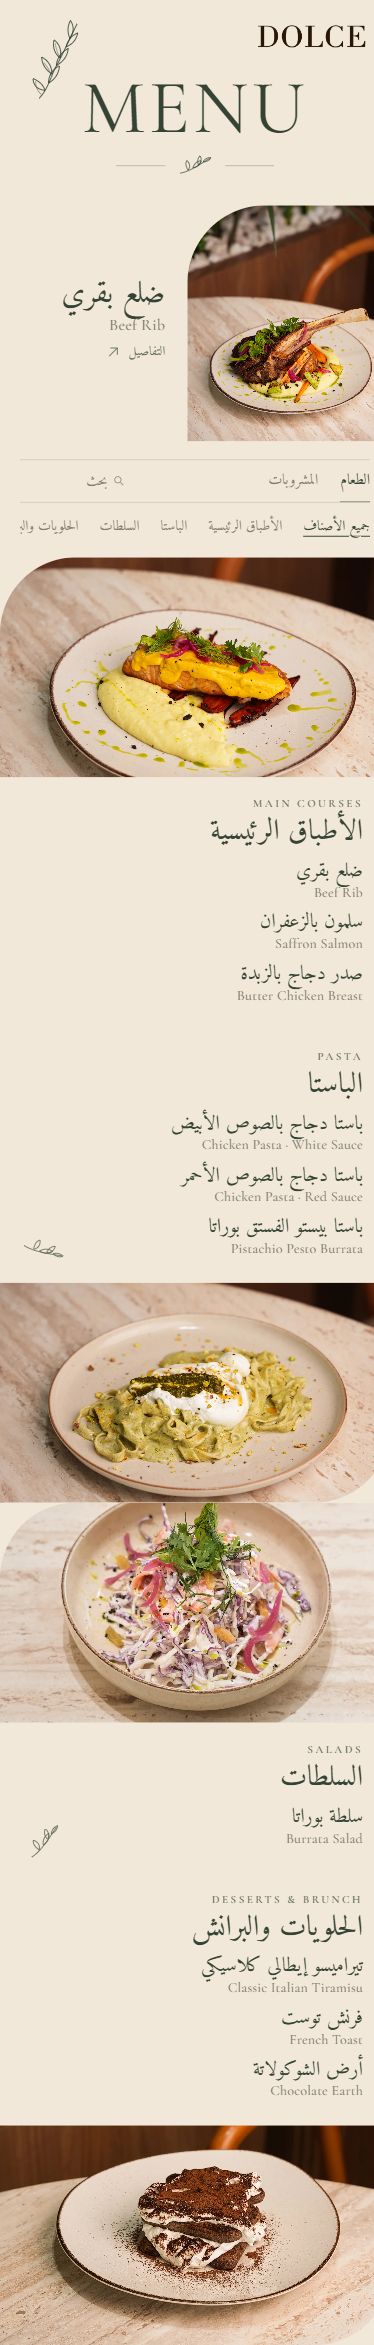 DOLCE
MENU
ضلع بقري
Beef Rib
التفاصيل
الطعام
المشروبات
بحث
جميع الأصناف
الأطباق الرئيسية
الباستا
السلطات
الحلويات
MAIN COURSES
الأطباق الرئيسية
ضلع بقري
Beef Rib
سلمون بالزعفران
Saffron Salmon
صدر دجاج بالزبدة
Butter Chicken Breast
PASTA
الباستا
باستا دجاج بالصوص الأبيض
Chicken Pasta · White Sauce
باستا دجاج بالصوص الأحمر
Chicken Pasta · Red Sauce
باستا بيستو الفستق بوراتا
Pistachio Pesto Burrata
SALADS
السلطات
سلطة بوراتا
Burrata Salad
DESSERTS & BRUNCH
الحلويات والبرانش
تيراميسو إيطالي كلاسيكي
Classic Italian Tiramisu
فرنش توست
French Toast
أرض الشوكولاتة
Chocolate Earth